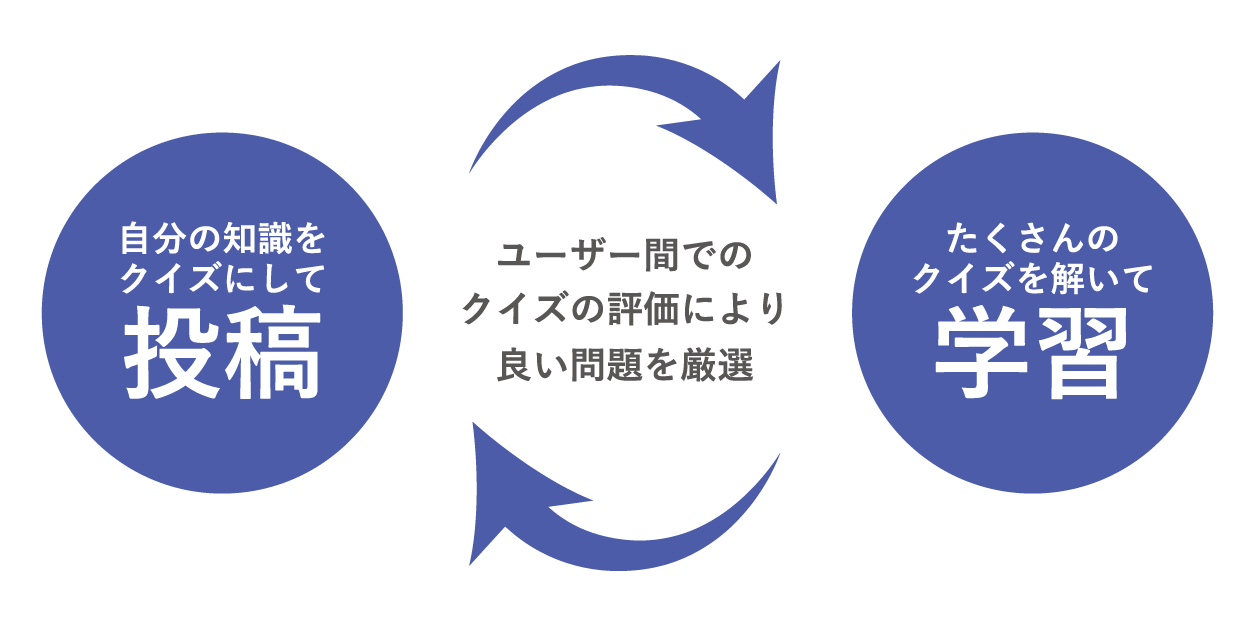 自分の知識を
クイズにして
投稿
ユーザー間での
クイズの評価により
良い問題を厳選
たくさんの
クイズを解いて
学習